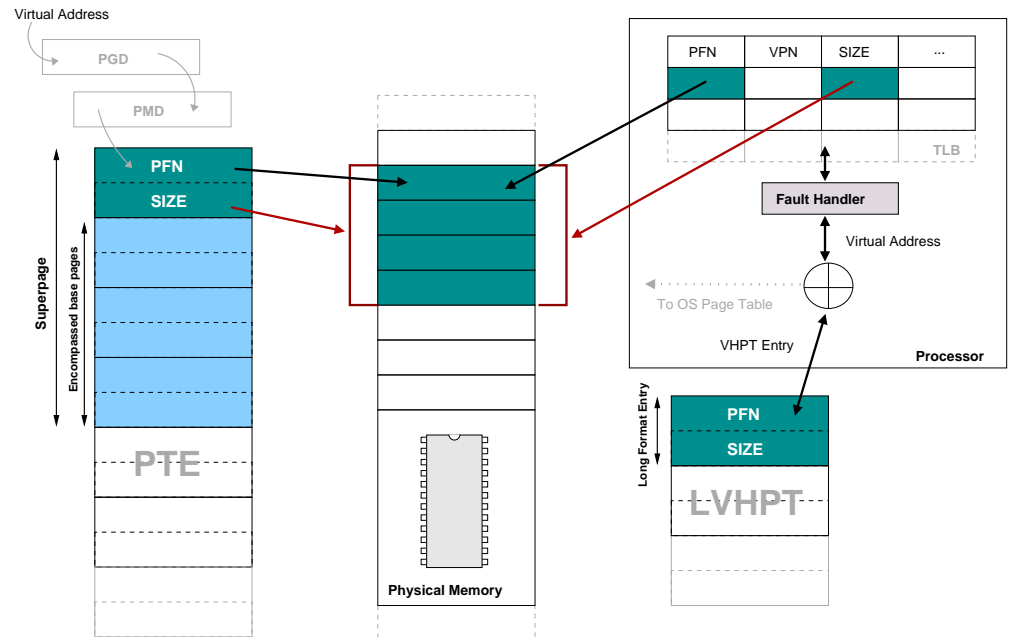 Virtual Address
PGD
PMD
PFN
SIZE
Superpage
Encompassed base pages
PTE
Physical Memory
PFN VPN SIZE ...
TLB
Fault Handler
Virtual Address
To OS Page Table
VHPT Entry
Processor
Long Format Entry
PFN
SIZE
LVHPT